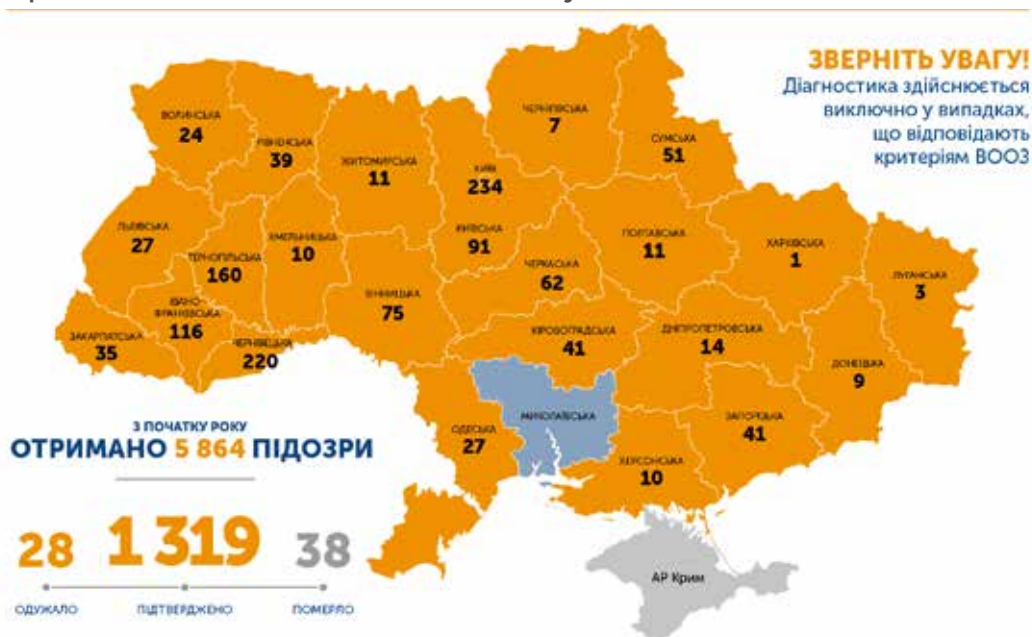 ЗВЕРНІТЬ УВАГУ!
Діагностика здійснюється
виключно у випадках,
що відповідають
критеріям ВООЗ
ВОЛИНСЬКА
24
РІВНЕНСЬКА
39
ЖИТОМИРСЬКА
11
КИЇВ
234
ЧЕРНІГІВСЬКА
7
СУМСЬКА
51
ЛЬВІВСЬКА
27
ТЕРНОПІЛЬСЬКА
160
ХМЕЛЬНИЦЬКА
10
КИЇВСЬКА
91
ПОЛТАВСЬКА
11
ХАРКІВСЬКА
1
ЛУГАНСЬКА
3
ЧЕРКАСЬКА
62
ВІННИЦЬКА
75
ІВАНО-
ФРАНКІВСЬКА
116
ЗАКАРПАТСЬКА
35
ЧЕРНІВЕЦЬКА
220
КІРОВОГРАДСЬКА
41
ДНІПРОПЕТРОВСЬКА
14
ДОНЕЦЬКА
9
МИКОЛАЇВСЬКА
ЗАПОРІЗЬКА
41
ОДЕСЬКА
27
ХЕРСОНСЬКА
10
АР Крим
З ПОЧАТКУ РОКУ
ОТРИМАНО 5 864 ПІДОЗРИ
28 1 319 38
ОДУЖАЛО ПІДТВЕРДЖЕНО ПОМЕРЛО